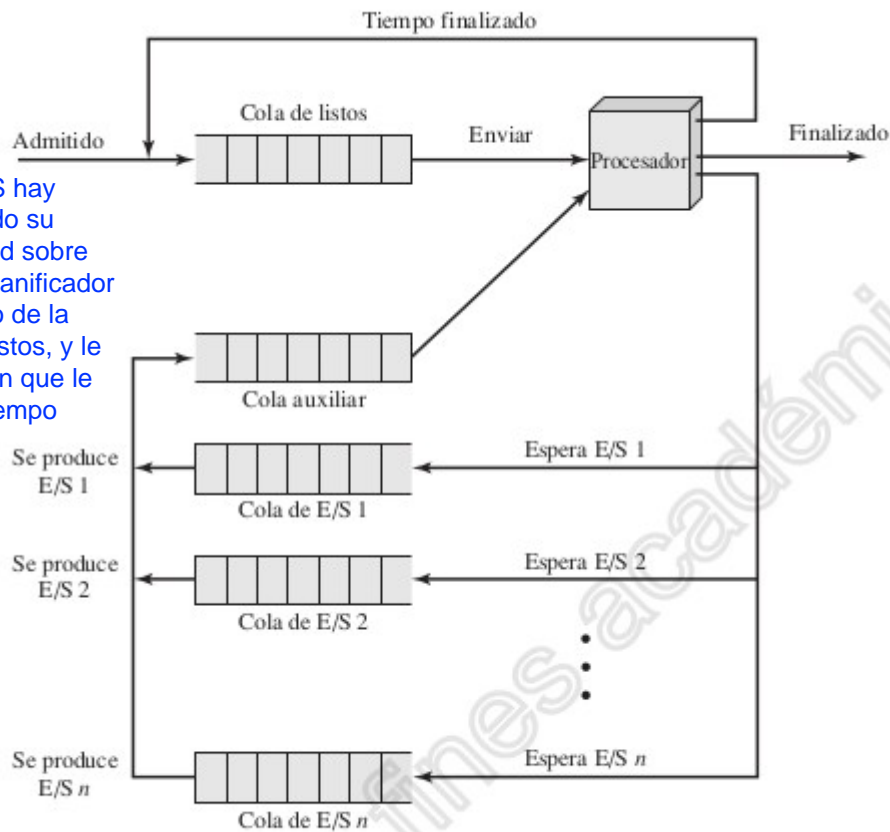 Tiempo finalizado
Cola de listos
Admitido
Enviar
Procesador
Finalizado
S hay
do su
d sobre
anificador
o de la
stos, y le
n que le
empo
Cola auxiliar
Se produce
E/S 1
Espera E/S 1
Cola de E/S 1
Se produce
E/S 2
Espera E/S 2
Cola de E/S 2
Se produce
E/S n
Espera E/S n
Cola de E/S n
fines académi